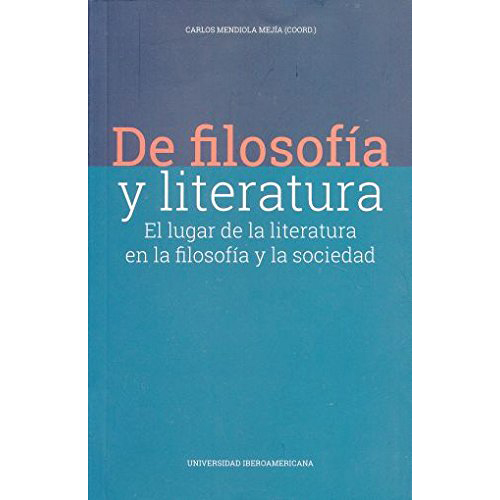 CARLOS MENDIOLA MEJÍA (COORD.)
De filosofía
y literatura
El lugar de la literatura
en la filosofía y la sociedad
UNIVERSIDAD IBEROAMERICANA